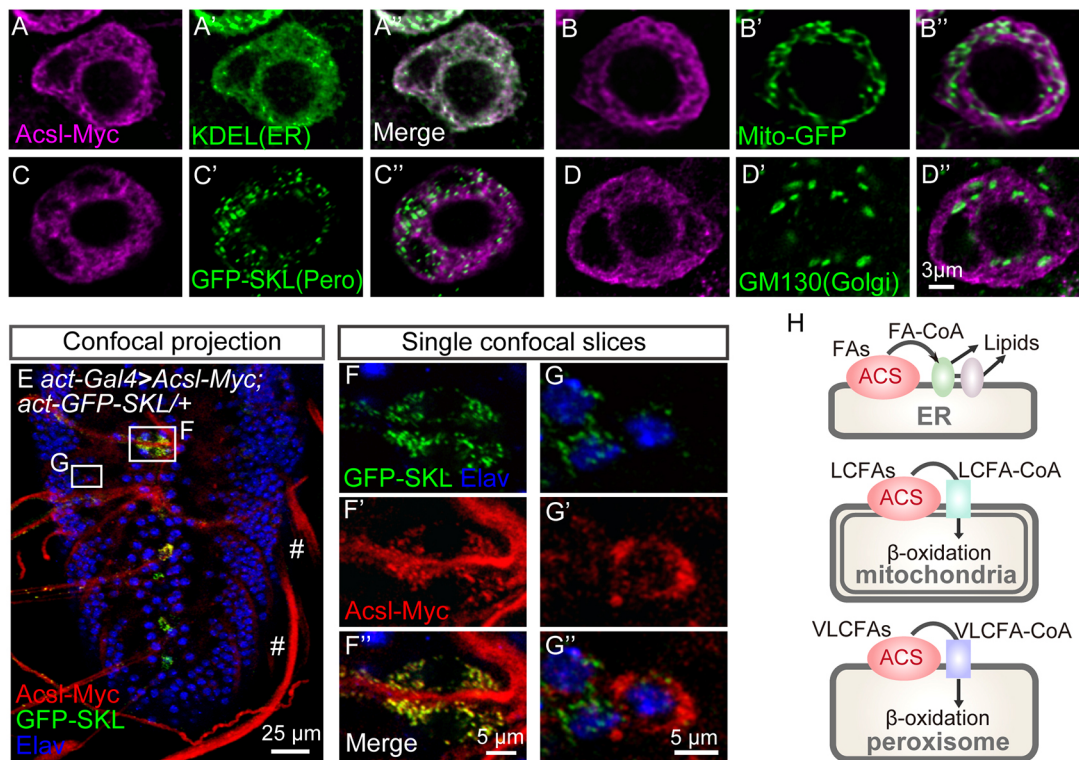 A
A'
A''
B
B'
B''
Acsl-Myc
KDEL(ER)
Merge
Mito-GFP
C
C'
C''
D
D'
D''
GFP-SKL(Pero)
GM130(Golgi)
3μm
Confocal projection
E act-Gal4>Acsl-Myc;
act-GFP-SKL/+
F
G
#
#
Acsl-Myc
GFP-SKL
Elav
25 μm
Single confocal slices
F
G
GFP-SKL Elav
F'
G'
Acsl-Myc
F''
G''
Merge
5 μm
5 μm
H
FA-CoA
FAs
Lipids
ACS
ER
LCFAs
LCFA-CoA
ACS
β-oxidation
mitochondria
VLCFAs
VLCFA-CoA
ACS
β-oxidation
peroxisome